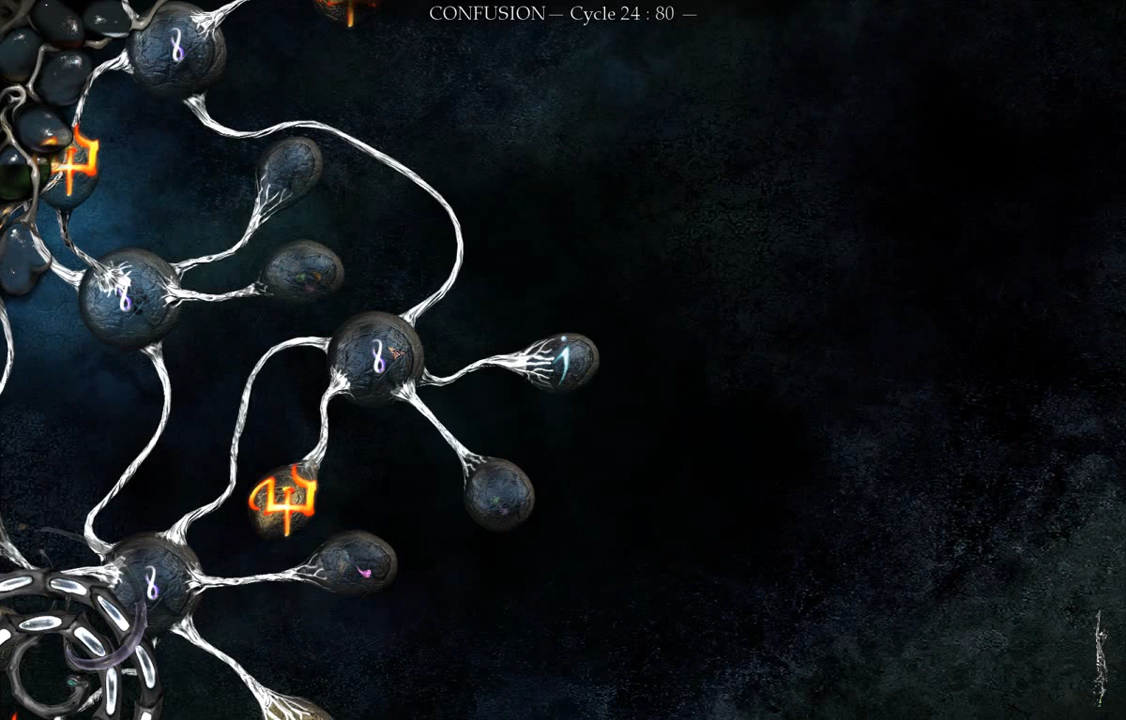 CONFUSION — Cycle 24 : 80 —